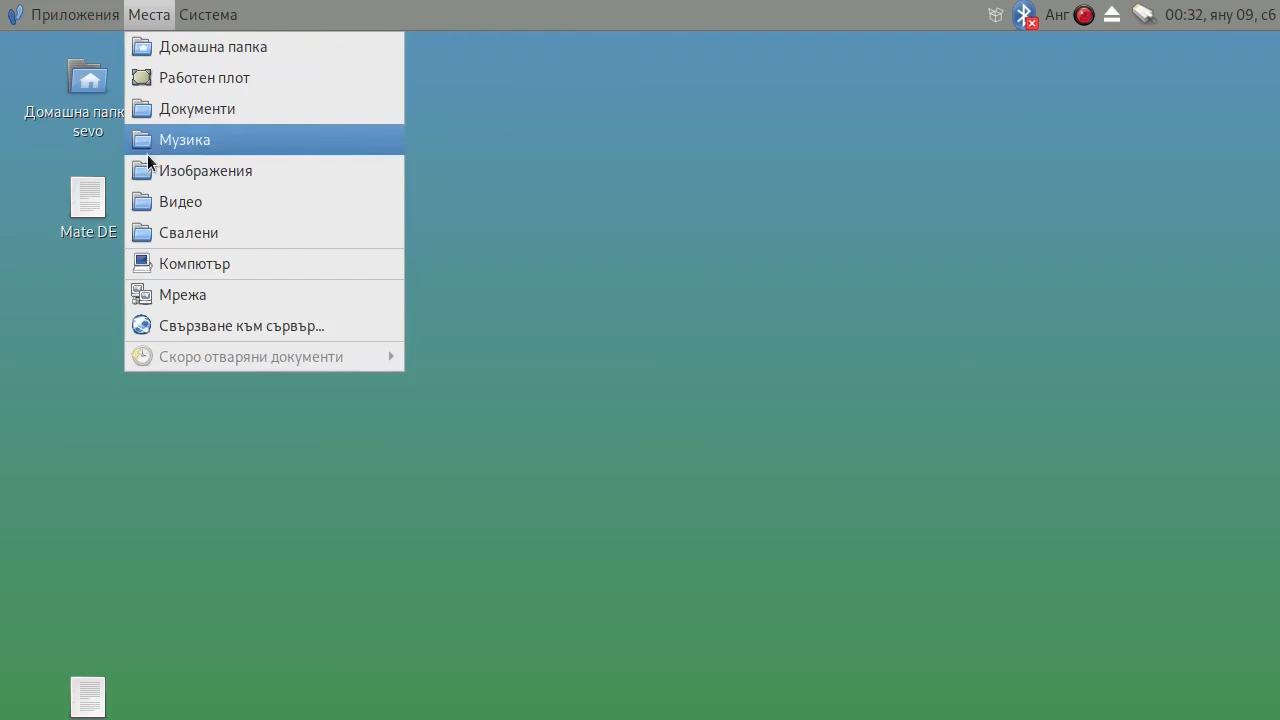 Приложения Места Система Анг 00:32, яну 09, сб
Домашна папка
Работен плот
Документи
Музика
Изображения
Видео
Свалени
Компютър
Мрежа
Свързване към сървър...
Скоро отваряни документи
Домашна папк
sevo
Mate DE